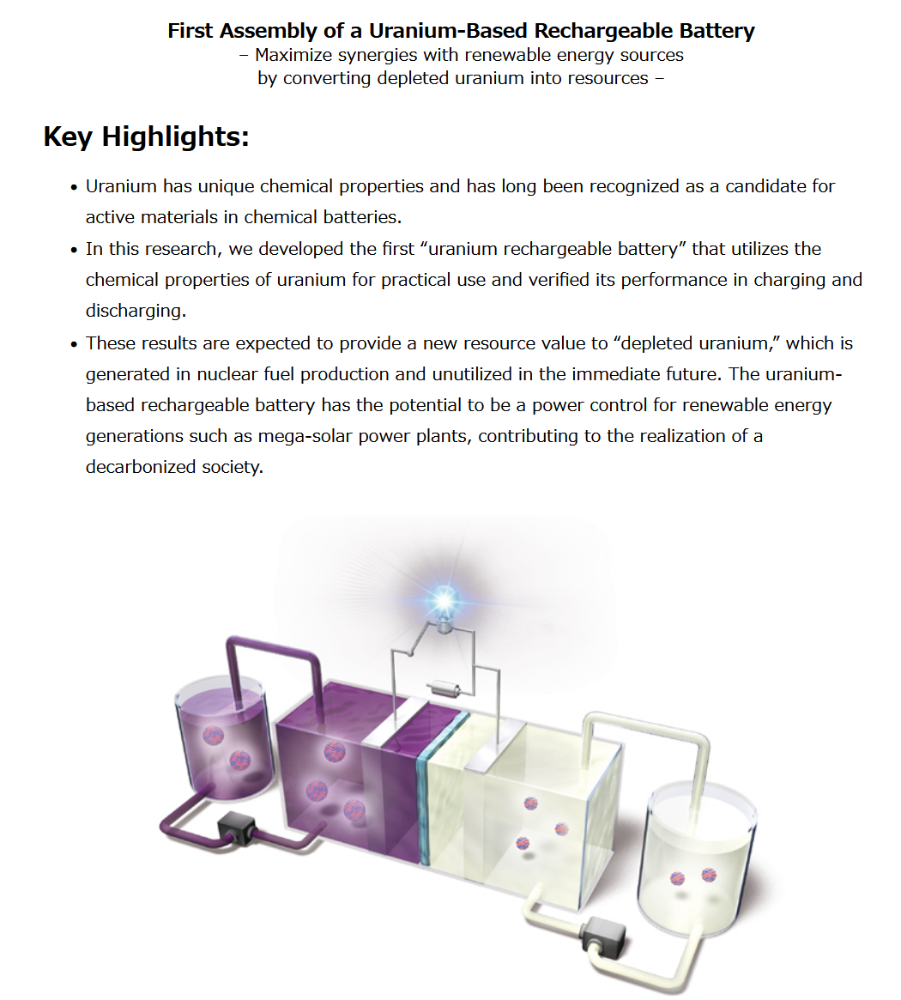 First Assembly of a Uranium-Based Rechargeable Battery
– Maximize synergies with renewable energy sources
by converting depleted uranium into resources –
Key Highlights:
• Uranium has unique chemical properties and has long been recognized as a candidate for
active materials in chemical batteries.
• In this research, we developed the first “uranium rechargeable battery” that utilizes the
chemical properties of uranium for practical use and verified its performance in charging and
discharging.
• These results are expected to provide a new resource value to “depleted uranium,” which is
generated in nuclear fuel production and unutilized in the immediate future. The uranium-
based rechargeable battery has the potential to be a power control for renewable energy
generations such as mega-solar power plants, contributing to the realization of a
decarbonized society.